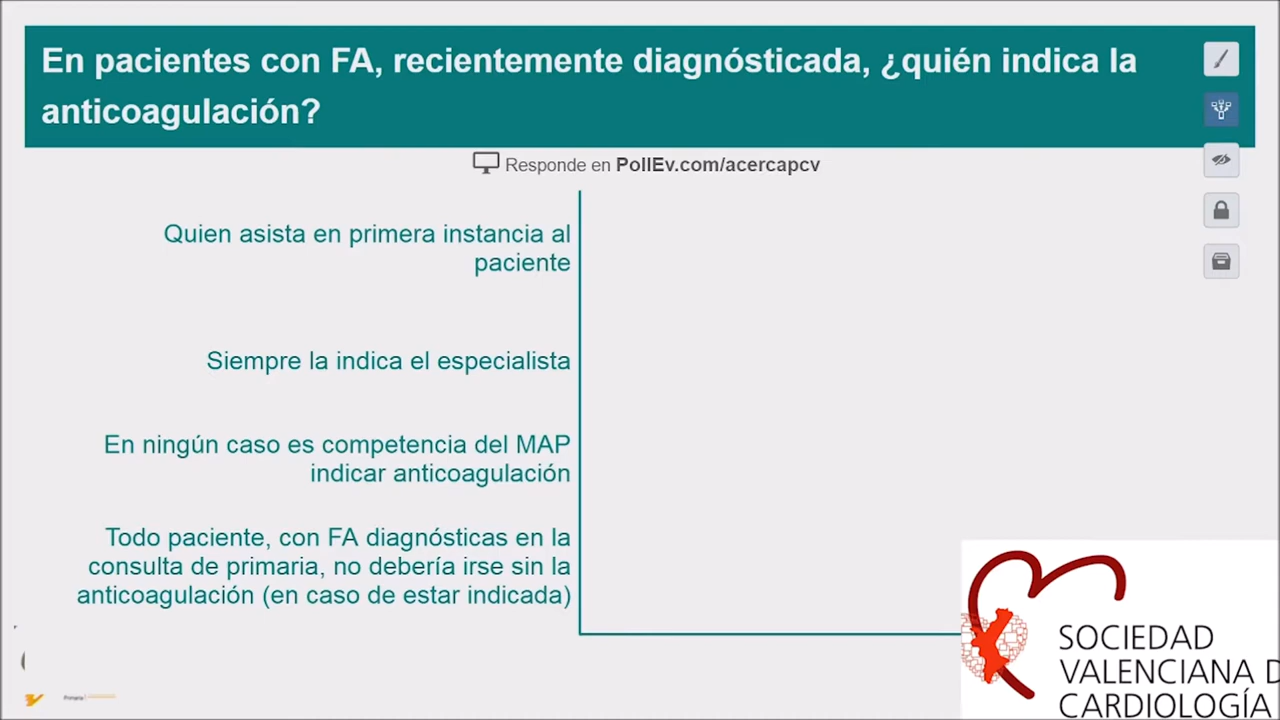 En pacientes con FA, recientemente diagnósticada, ¿quién indica la
anticoagulación?
Responde en PollEv.com/acercapcv
Quien asista en primera instancia al
paciente
Siempre la indica el especialista
En ningún caso es competencia del MAP
indicar anticoagulación
Todo paciente, con FA diagnósticas en la
consulta de primaria, no debería irse sin la
anticoagulación (en caso de estar indicada)
SOCIEDAD
VALENCIANA D
CARDIOLOGÍA
Primaria